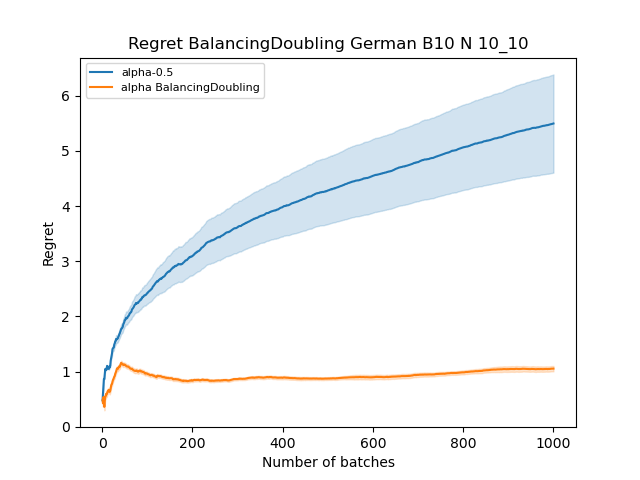 Regret BalancingDoubling German B10 N 10_10
alpha-0.5
alpha BalancingDoubling
Regret
6
5
4
3
2
1
0
0 200 400 600 800 1000
Number of batches